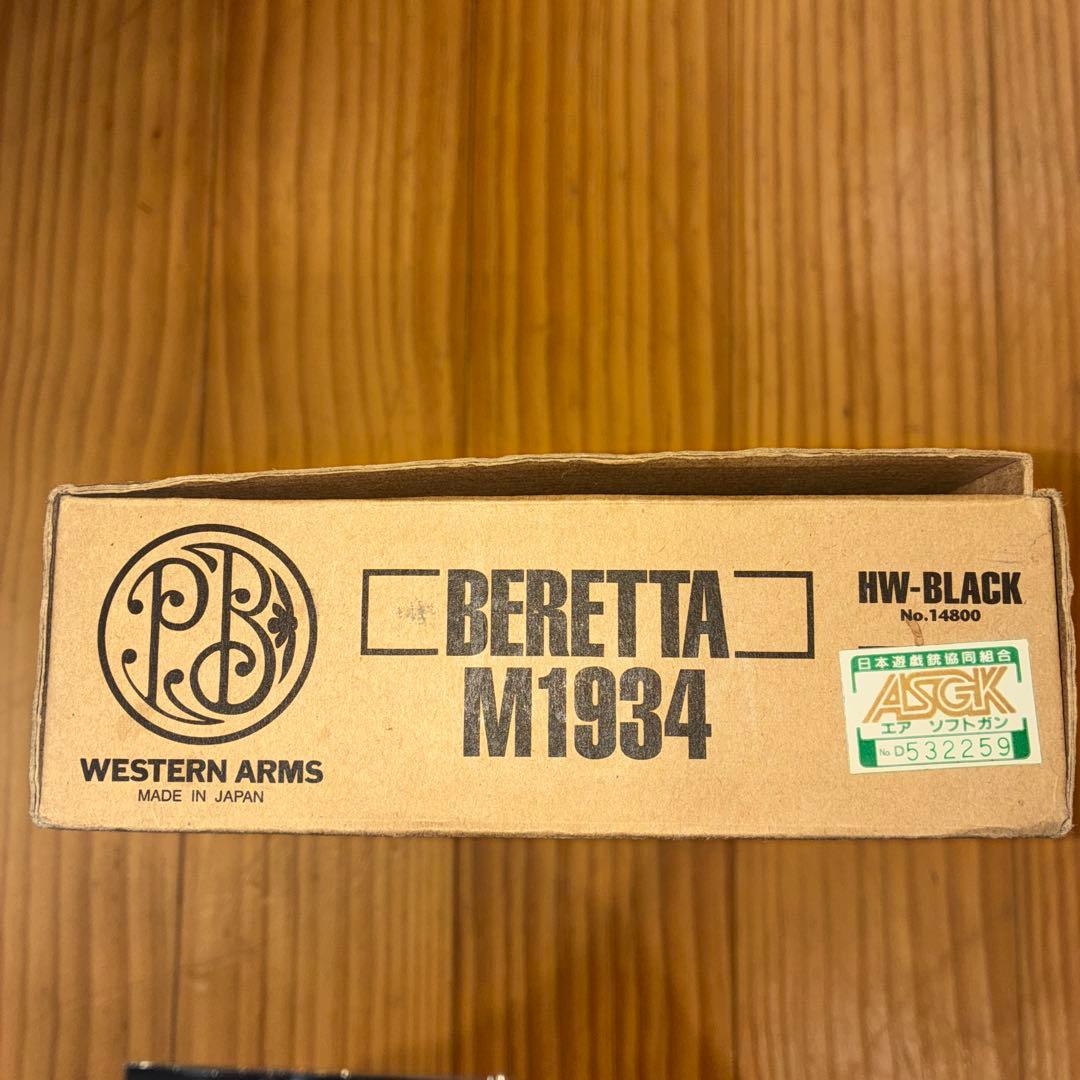 PB
WESTERN ARMS
MADE IN JAPAN
BERETTA
M1934
HW-BLACK
No.14800
日本遊戯銃協同組合
ASGK
エア ソフトガン
No. D532259